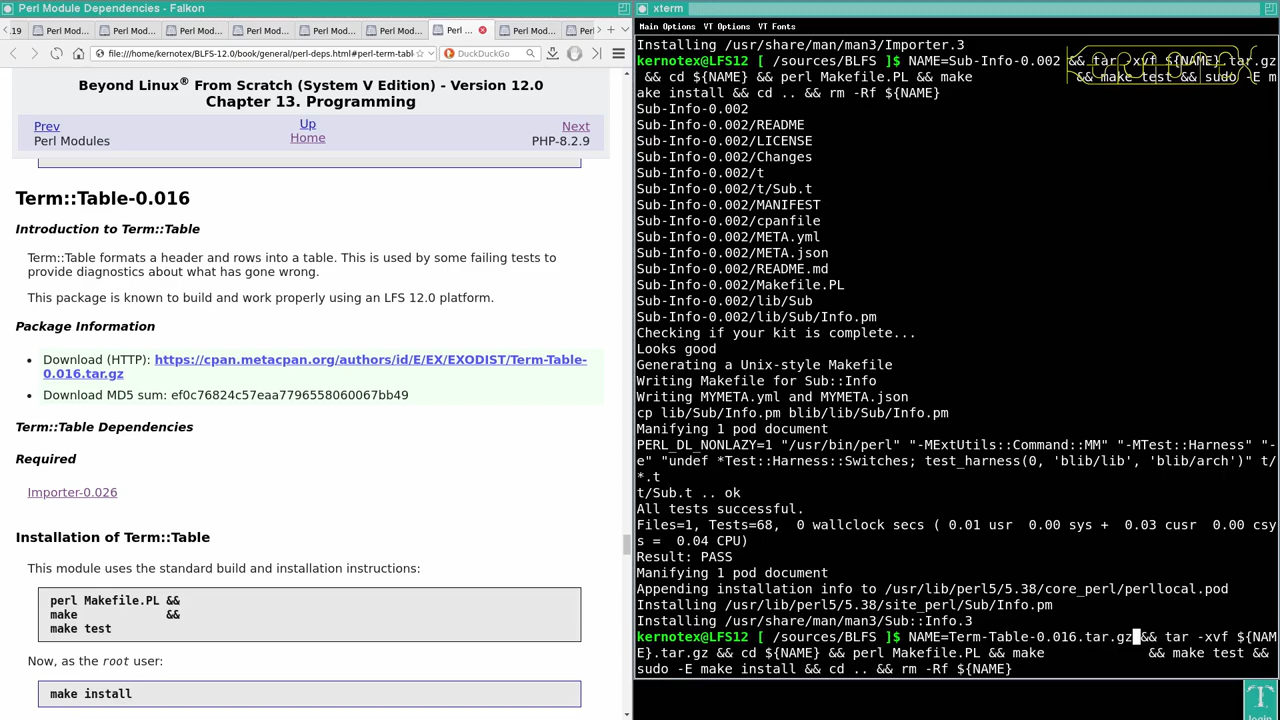 Perl Module Dependencies - Falkon
19
Perl Mod
Perl Mod
Perl Mod
Perl Mod
Perl Mod
Perl ...
Perl Mod
Perl
file:///home/kernotex/BLFS-12.0/book/general/perl-deps.html#perl-term-tabl
DuckDuckGo
Beyond Linux® From Scratch (System V Edition) - Version 12.0
Chapter 13. Programming
Prev
Up
Next
Perl Modules
Home
PHP-8.2.9
Term::Table-0.016
Introduction to Term::Table
Term::Table formats a header and rows into a table. This is used by some failing tests to
provide diagnostics about what has gone wrong.
This package is known to build and work properly using an LFS 12.0 platform.
Package Information
• Download (HTTP): https://cpan.metacpan.org/authors/id/E/EX/EXODIST/Term-Table-
0.016.tar.gz
• Download MD5 sum: ef0c76824c57eaa7796558060067bb49
Term::Table Dependencies
Required
Importer-0.026
Installation of Term::Table
This module uses the standard build and installation instructions:
perl Makefile.PL &&
make             &&
make test
Now, as the root user:
make install
xterm
Main Options  VT Options  VT Fonts
Installing /usr/share/man/man3/Importer.3
kernotex@LFS12 [ /sources/BLFS ]$ NAME=Sub-Info-0.002 && tar -xvf ${NAME}.tar.gz
 && cd ${NAME} && perl Makefile.PL && make             && make test && sudo -E m
ake install && cd .. && rm -Rf ${NAME}
Sub-Info-0.002
Sub-Info-0.002/README
Sub-Info-0.002/LICENSE
Sub-Info-0.002/Changes
Sub-Info-0.002/t
Sub-Info-0.002/t/Sub.t
Sub-Info-0.002/MANIFEST
Sub-Info-0.002/cpanfile
Sub-Info-0.002/META.yml
Sub-Info-0.002/META.json
Sub-Info-0.002/README.md
Sub-Info-0.002/Makefile.PL
Sub-Info-0.002/lib/Sub
Sub-Info-0.002/lib/Sub/Info.pm
Checking if your kit is complete...
Looks good
Generating a Unix-style Makefile
Writing Makefile for Sub::Info
Writing MYMETA.yml and MYMETA.json
cp lib/Sub/Info.pm blib/lib/Sub/Info.pm
Manifying 1 pod document
PERL_DL_NONLAZY=1 "/usr/bin/perl" "-MExtUtils::Command::MM" "-MTest::Harness" "-
e" "undef *Test::Harness::Switches; test_harness(0, 'blib/lib', 'blib/arch')" t/
*.t
t/Sub.t .. ok
All tests successful.
Files=1, Tests=68,  0 wallclock secs ( 0.01 usr  0.00 sys +  0.03 cusr  0.00 csy
s =  0.04 CPU)
Result: PASS
Manifying 1 pod document
Appending installation info to /usr/lib/perl5/5.38/core_perl/perllocal.pod
Installing /usr/lib/perl5/5.38/site_perl/Sub/Info.pm
Installing /usr/share/man/man3/Sub::Info.3
kernotex@LFS12 [ /sources/BLFS ]$ NAME=Term-Table-0.016.tar.gz && tar -xvf ${NAM
E}.tar.gz && cd ${NAME} && perl Makefile.PL && make             && make test &&
sudo -E make install && cd .. && rm -Rf ${NAME}
login